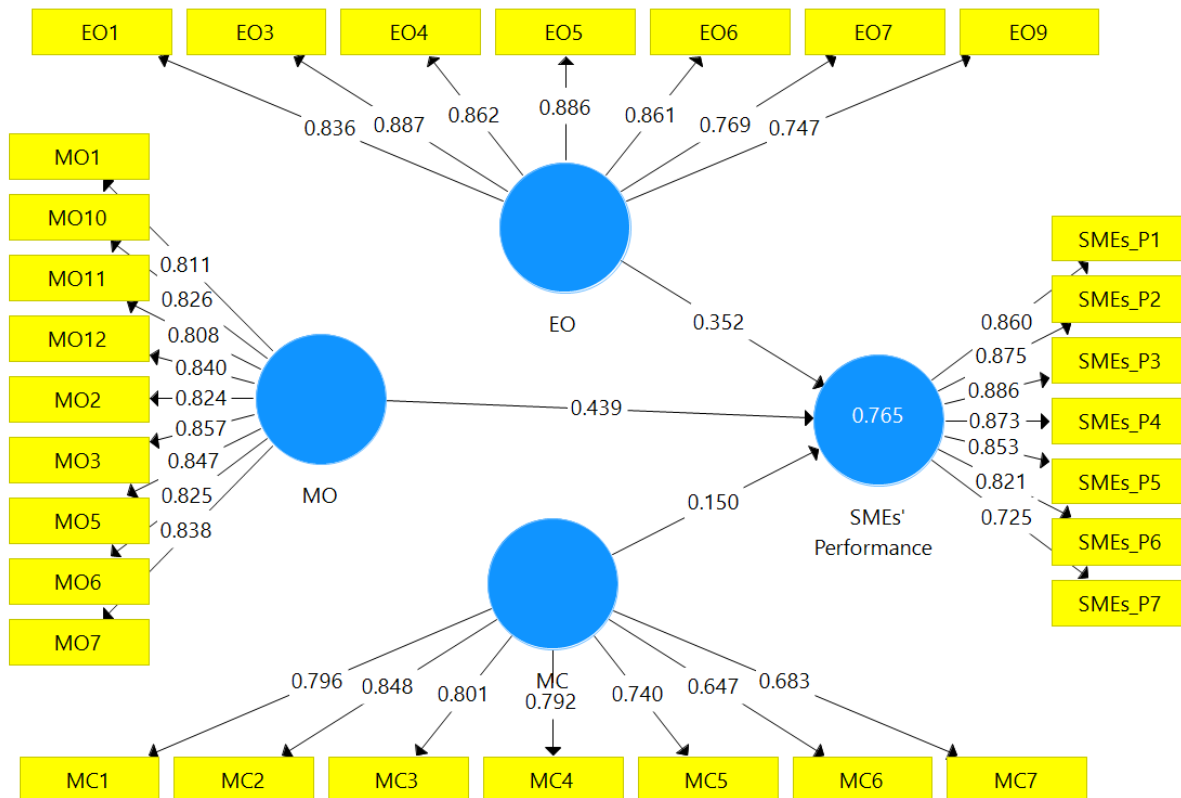 EO1
EO3
EO4
EO5
EO6
EO7
EO9
0.836
0.887
0.862
0.886
0.861
0.769
0.747
MO1
MO10
MO11
MO12
MO2
MO3
MO5
MO6
MO7
0.811
0.826
0.808
0.840
0.824
0.857
0.847
0.825
0.838
EO
MO
0.352
0.439
0.150
0.765
SMEs'
Performance
0.860
0.875
0.886
0.873
0.853
0.821
0.725
SMEs_P1
SMEs_P2
SMEs_P3
SMEs_P4
SMEs_P5
SMEs_P6
SMEs_P7
MC
0.796
0.848
0.801
0.792
0.740
0.647
0.683
MC1
MC2
MC3
MC4
MC5
MC6
MC7